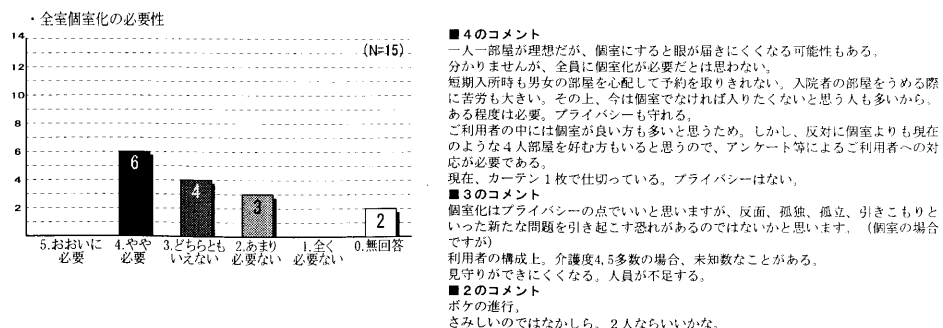 ・全室個室化の必要性
14
12
10
8
6
4
2
(N=15)
6
4
3
2
5.おおいに
必要
4.やや
必要
3.どちらとも
いえない
2.あまり
必要ない
1.全く
必要ない
0.無回答
■4のコメント
一人一部屋が理想だが、個室にすると眼が届きにくくなる可能性もある。
分かりませんが、全員に個室化が必要だとは思わない。
短期入所時も男女の部屋を心配して予約を取りきれない。入院者の部屋をうめる際
に苦労も大きい。その上、今は個室でなければ入りたくないと思う人も多いから。
ある程度は必要。プライバシーも守れる。
ご利用者の中には個室が良い方も多いと思うため。しかし、反対に個室よりも現在
のような4人部屋を好む方もいると思うので、アンケート等によるご利用者への対
応が必要である。
現在、カーテン1枚で仕切っている。プライバシーはない。
■3のコメント
個室化はプライバシーの点でいいと思いますが、反面、孤独、孤立、引きこもりと
いった新たな問題を引き起こす恐れがあるのではないかと思います。(個室の場合
ですが)
利用者の構成上。介護度4,5多数の場合、未知数なことがある。
見守りができにくくなる。人員が不足する。
■2のコメント
ボケの進行。
さみしいのではなかしら、2人ならいいかな。